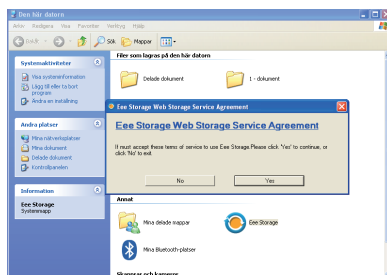 Den här datorn
Arkiv Redigera Visa Favoriter Verktyg Hjälp
Bakåt Sök Mappar
Filer som lagras på den här datorn
Systemaktiviteter
Visa systeminformation
Lägg till eller ta bort
program
Ändra en inställning
Delade dokument
1 - dokument
Andra platser
Mina nätverksplatser
Mina dokument
Delade dokument
Kontrollpanelen
Eee Storage Web Storage Service Agreement
Eee Storage Web Storage Service Agreement
It must accept these terms of service to use Eee Storage.Please click 'Yes' to continue, or
click 'No' to exit.
No Yes
Information
Eee Storage
Systemmapp
Annat
Mina delade mappar
Eee Storage
Mina Bluetooth-platser
Skannrar och kameror